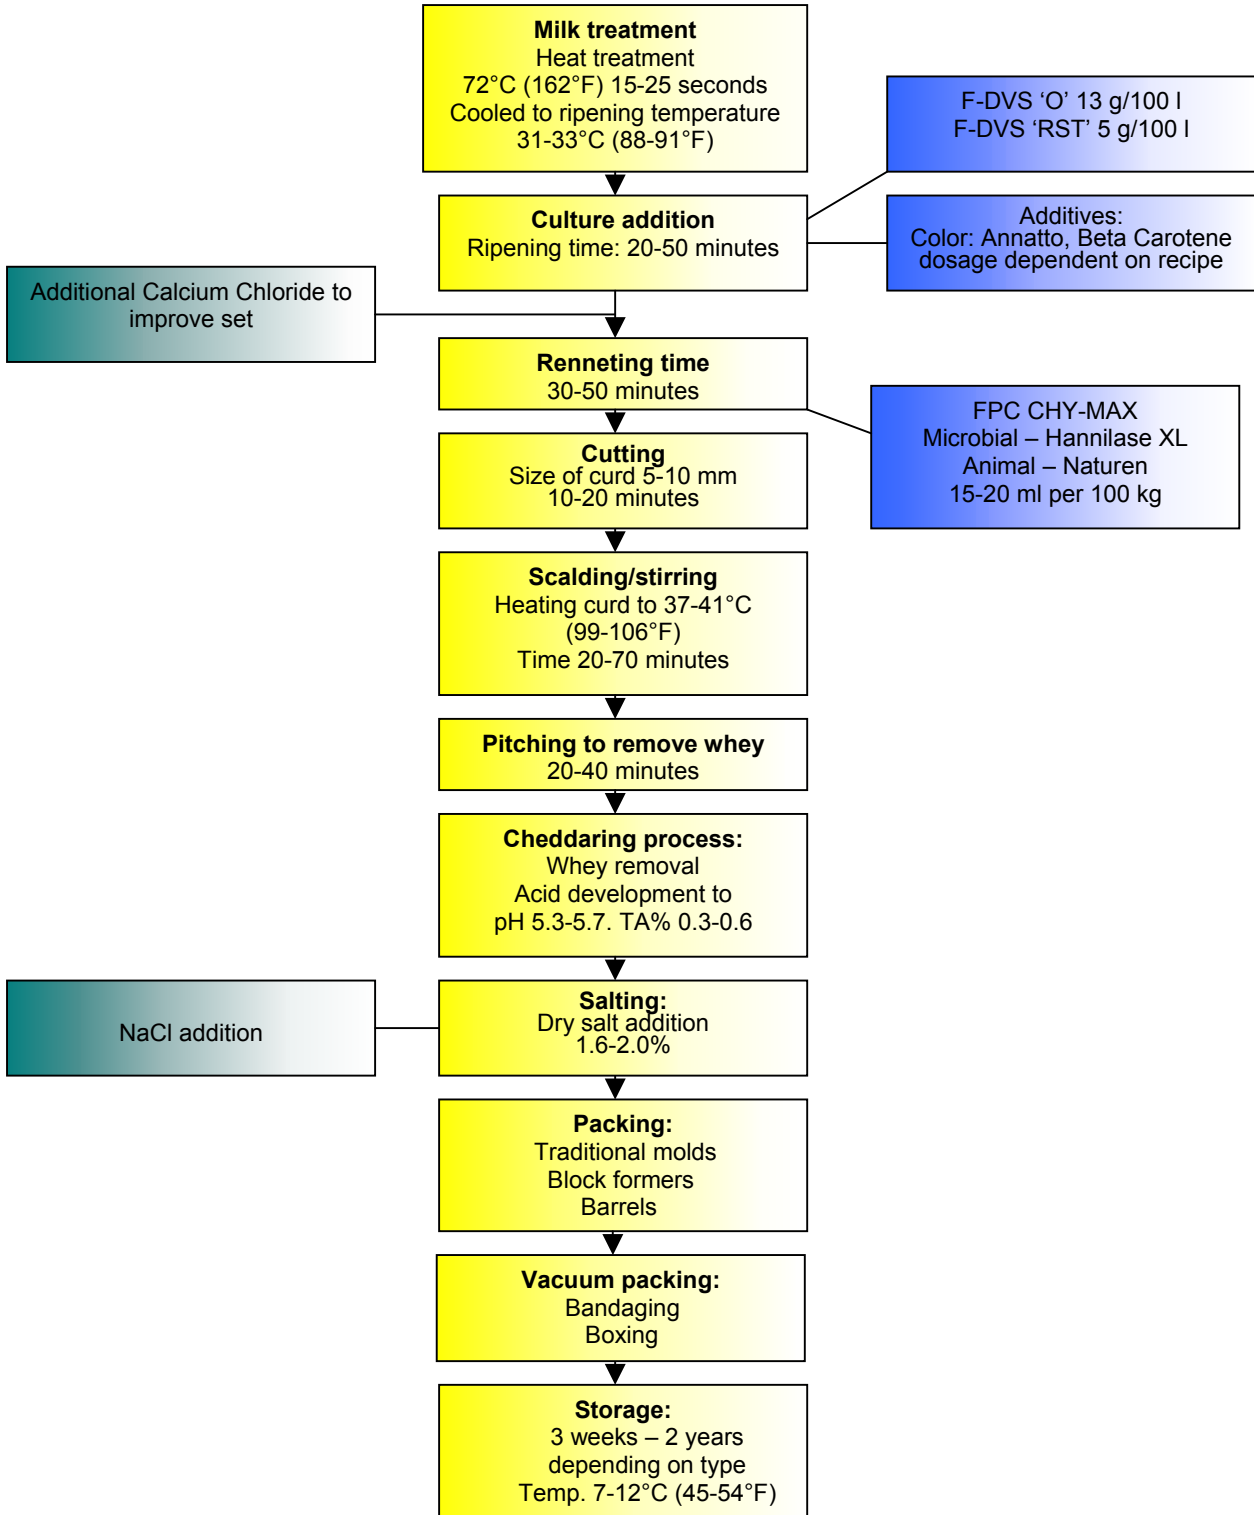 Milk treatment
Heat treatment
72°C (162°F) 15-25 seconds
Cooled to ripening temperature
31-33°C (88-91°F)
F-DVS ‘O’ 13 g/100 l
F-DVS ‘RST’ 5 g/100 l
Culture addition
Ripening time: 20-50 minutes
Additives:
Color: Annatto, Beta Carotene
dosage dependent on recipe
Additional Calcium Chloride to
improve set
Renneting time
30-50 minutes
FPC CHY-MAX
Microbial – Hannilase XL
Animal – Naturen
15-20 ml per 100 kg
Cutting
Size of curd 5-10 mm
10-20 minutes
Scalding/stirring
Heating curd to 37-41°C
(99-106°F)
Time 20-70 minutes
Pitching to remove whey
20-40 minutes
Cheddaring process:
Whey removal
Acid development to
pH 5.3-5.7. TA% 0.3-0.6
NaCl addition
Salting:
Dry salt addition
1.6-2.0%
Packing:
Traditional molds
Block formers
Barrels
Vacuum packing:
Bandaging
Boxing
Storage:
3 weeks – 2 years
depending on type
Temp. 7-12°C (45-54°F)